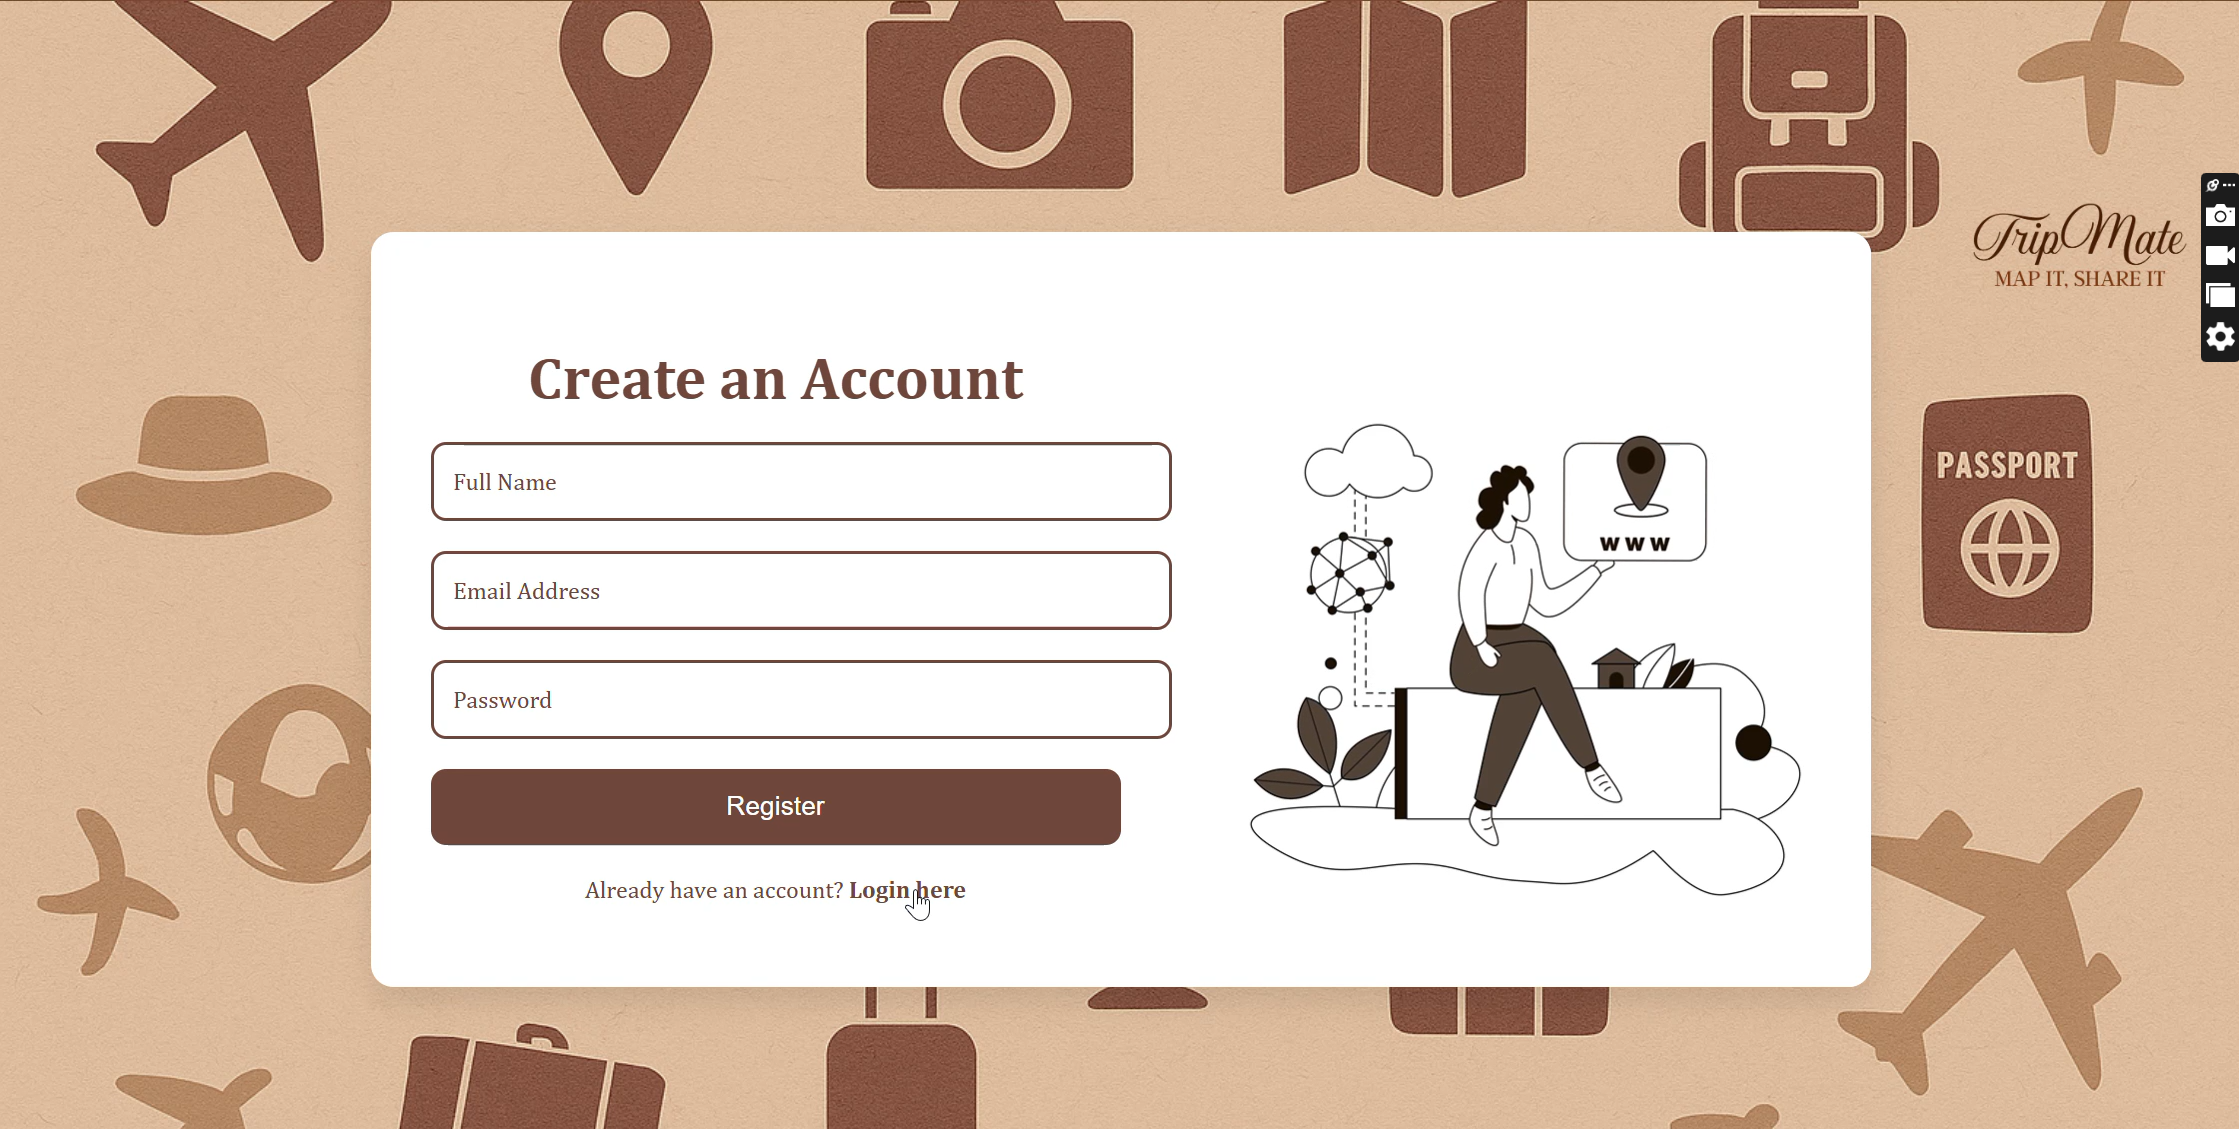 TripMate
MAP IT, SHARE IT
Create an Account
Full Name
Email Address
Password
Register
Already have an account? Login here
WWW
PASSPORT